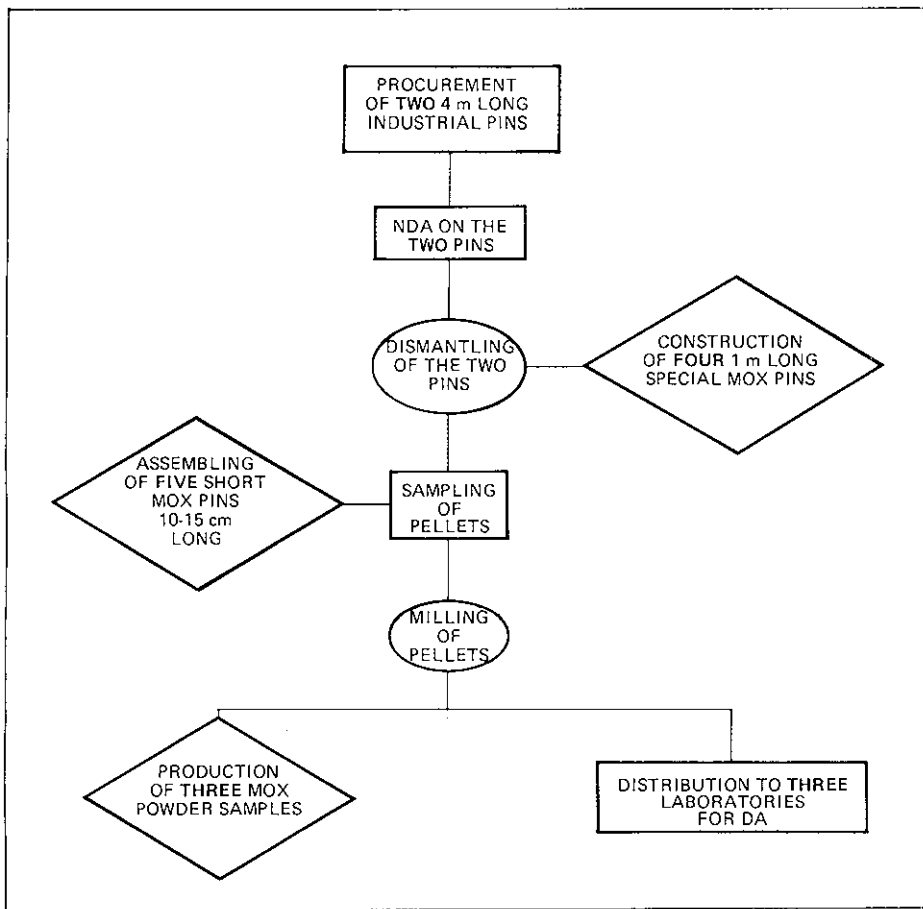 PROCUREMENT
OF TWO 4 m LONG
INDUSTRIAL PINS
NDA ON THE
TWO PINS
DISMANTLING
OF THE TWO
PINS
CONSTRUCTION
OF FOUR 1 m LONG
SPECIAL MOX PINS
ASSEMBLING
OF FIVE SHORT
MOX PINS
10-15 cm
LONG
SAMPLING
OF
PELLETS
MILLING
OF
PELLETS
PRODUCTION
OF THREE MOX
POWDER SAMPLES
DISTRIBUTION TO THREE
LABORATORIES
FOR DA